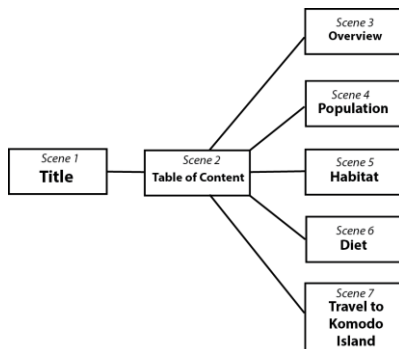 Scene 1
Title
Scene 2
Table of Content
Scene 3
Overview
Scene 4
Population
Scene 5
Habitat
Scene 6
Diet
Scene 7
Travel to
Komodo
Island